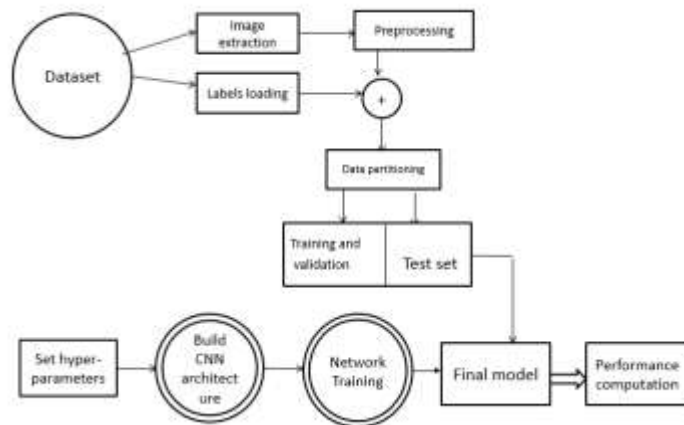 Image
extraction
Preprocessing
Dataset
Labels loading
+
Data partitioning
Training and
validation
Test set
Set hyper-
parameters
Build
CNN
architect
ure
Network
Training
Final model
Performance
computation